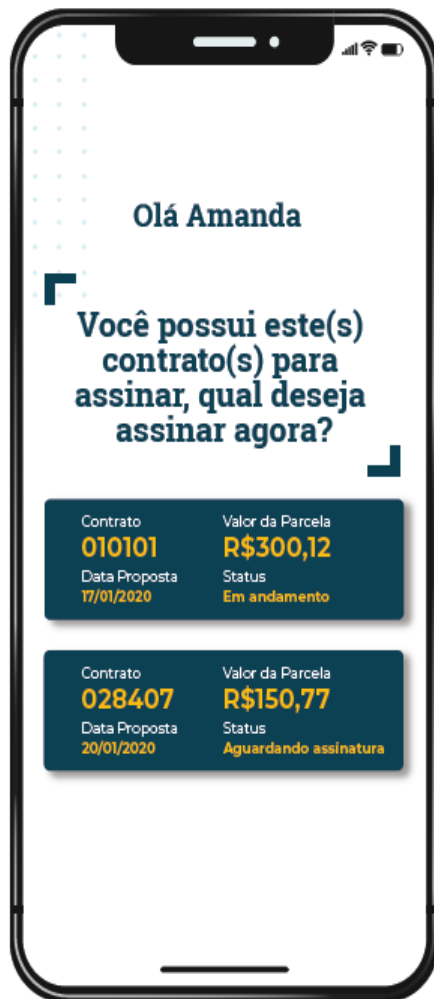 Olá Amanda
Você possui este(s)
contrato(s) para
assinar, qual deseja
assinar agora?
Contrato Valor da Parcela
010101 R$300,12
Data Proposta Status
17/01/2020 Em andamento
Contrato Valor da Parcela
028407 R$150,77
Data Proposta Status
20/01/2020 Aguardando assinatura